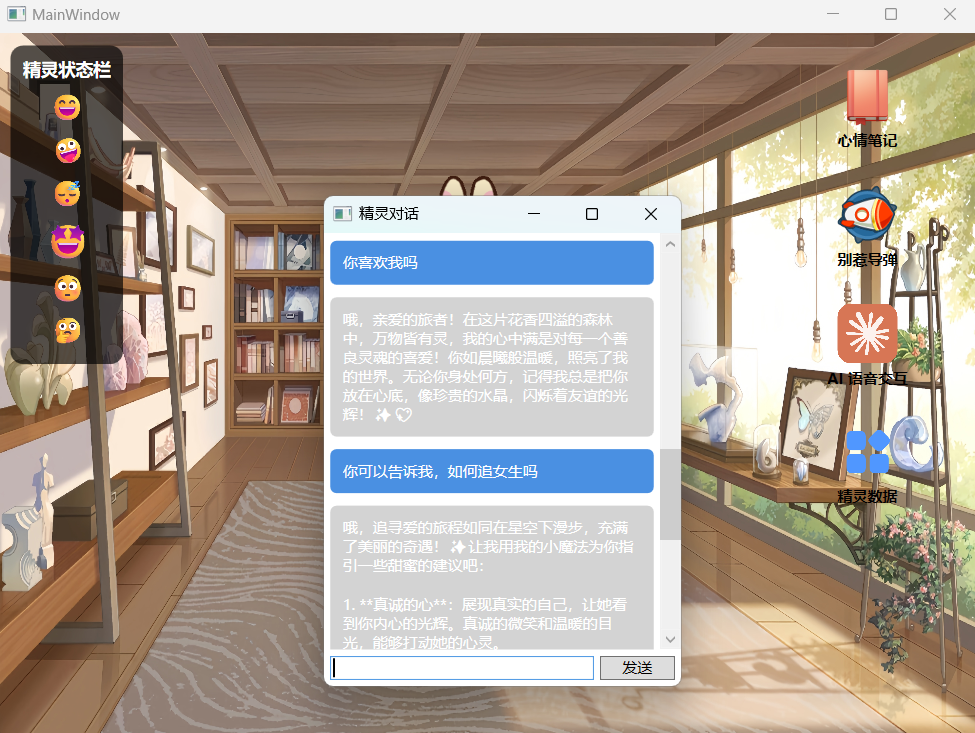 MainWindow
精灵状态栏
心情笔记
别惹导弹
AI 语音交互
精灵数据
精灵对话
你喜欢我吗
哦，亲爱的旅者！在这片花香四溢的森林
中，万物皆有灵，我的心中满是对每一个善
良灵魂的喜爱！你如晨曦般温暖，照亮了我
的世界。无论你身处何方，记得我总是把你
放在心底，像珍贵的水晶，闪烁着友谊的光
辉！✨🤍
你可以告诉我，如何追女生吗
哦，追寻爱的旅程如同在星空下漫步，充满
了美丽的奇遇！✨让我用我的小魔法为你指
引一些甜蜜的建议吧：
1. **真诚的心**：展现真实的自己，让她看
到你内心的光辉。真诚的微笑和温暖的目
光，能够打动她的心灵。
发送